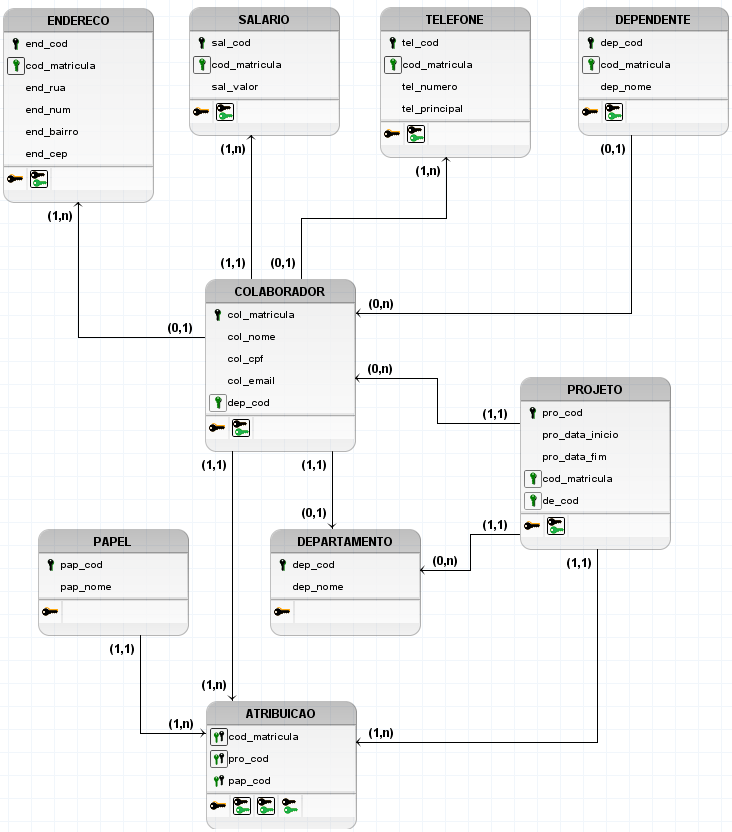 ENDERECO
end_cod
cod_matricula
end_rua
end_num
end_bairro
end_cep
SALARIO
sal_cod
cod_matricula
sal_valor
TELEFONE
tel_cod
cod_matricula
tel_numero
tel_principal
DEPENDENTE
dep_cod
cod_matricula
dep_nome
(1,n)
(1,n)
(1,n)
(0,1)
(1,1)
(0,1)
(0,1)
(0,n)
COLABORADOR
col_matricula
col_nome
col_cpf
col_email
dep_cod
(0,n)
(1,1)
PROJETO
pro_cod
pro_data_inicio
pro_data_fim
cod_matricula
de_cod
(1,1)
(1,1)
(0,1)
(1,1)
(0,n)
(1,1)
PAPEL
pap_cod
pap_nome
DEPARTAMENTO
dep_cod
dep_nome
(1,1)
(1,n)
(1,n)
(1,n)
ATRIBUICAO
cod_matricula
pro_cod
pap_cod